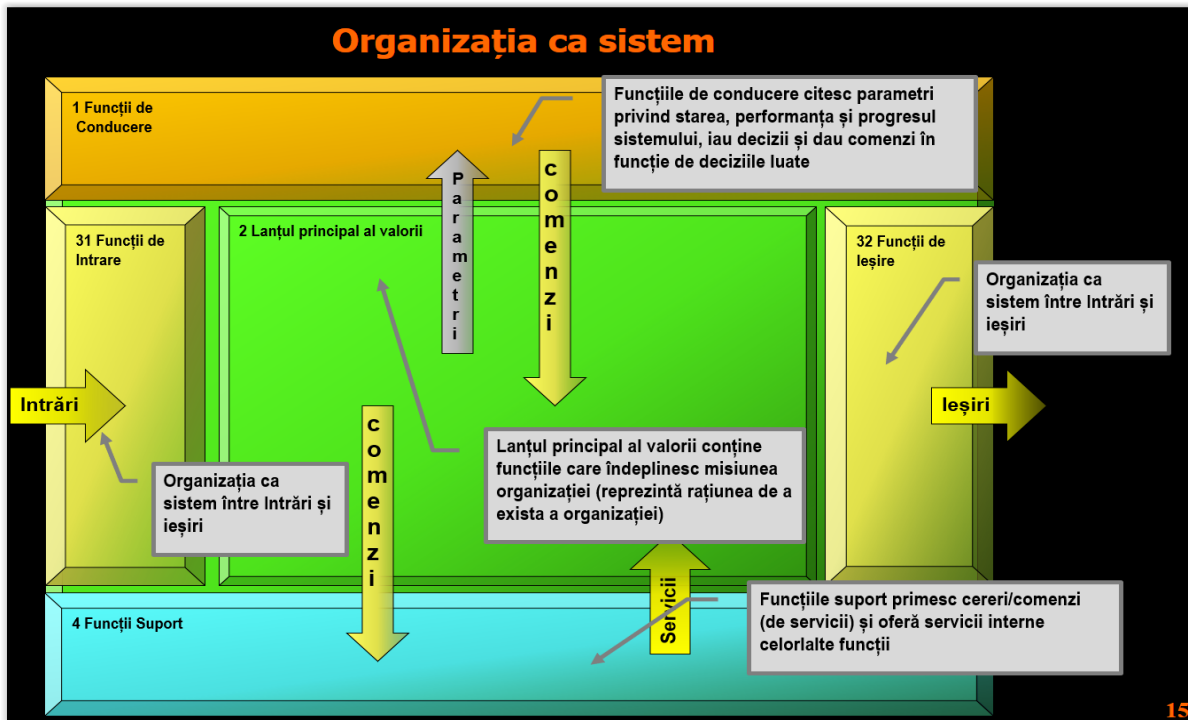 Organizația ca sistem
1 Funcții de
Conducere
Funcțiile de conducere citesc parametri
privind starea, performanța și progresul
sistemului, iau decizii și dau comenzi în
funcție de deciziile luate
Parametri
comenzi
31 Funcții de
Intrare
2 Lanțul principal al valorii
32 Funcții de
Ieșire
Organizația ca
sistem între Intrări și
ieșiri
Intrări
Ieșiri
comenzi
Lanțul principal al valorii conține
funcțiile care îndeplinesc misiunea
organizației (reprezintă rațiunea de a
exista a organizației)
Organizația ca
sistem între Intrări și
ieșiri
Servicii
4 Funcții Suport
Funcțiile suport primesc cereri/comenzi
(de servicii) și oferă servicii interne
celorlalte funcții
15